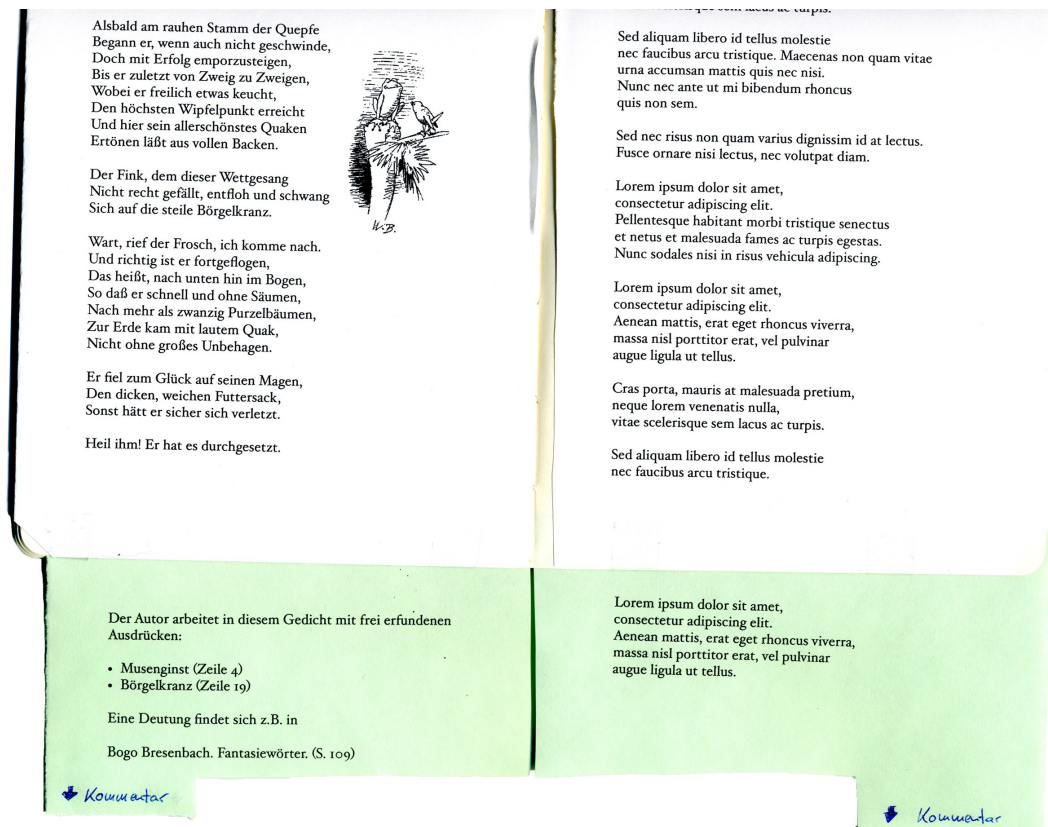 Alsbald am rauhen Stamm der Quepfe
Begann er, wenn auch nicht geschwinde,
Doch mit Erfolg emporzusteigen,
Bis er zuletzt von Zweig zu Zweigen,
Wobei er freilich etwas keucht,
Den höchsten Wipfelpunkt erreicht
Und hier sein allerschönstes Quaken
Ertönen läßt aus vollen Backen.
Der Fink, dem dieser Wettgesang
Nicht recht gefällt, entfloh und schwang
Sich auf die steile Börgelkranz.
W.B.
Wart, rief der Frosch, ich komme nach.
Und richtig ist er fortgeflogen,
Das heißt, nach unten hin im Bogen,
So daß er schnell und ohne Säumen,
Nach mehr als zwanzig Purzelbäumen,
Zur Erde kam mit lautem Quak,
Nicht ohne großes Unbehagen.
Er fiel zum Glück auf seinen Magen,
Den dicken, weichen Futtersack,
Sonst hätt er sicher sich verletzt.
Heil ihm! Er hat es durchgesetzt.
Der Autor arbeitet in diesem Gedicht mit frei erfundenen
Ausdrücken:
• Musenginst (Zeile 4)
• Börgelkranz (Zeile 19)
Eine Deutung findet sich z.B. in
Bogo Bresenbach. Fantasiewörter. (S. 109)
Kommentar
sem lacus ac turpis.
Sed aliquam libero id tellus molestie
nec faucibus arcu tristique. Maecenas non quam vitae
urna accumsan mattis quis nec nisi.
Nunc nec ante ut mi bibendum rhoncus
quis non sem.
Sed nec risus non quam varius dignissim id at lectus.
Fusce ornare nisi lectus, nec volutpat diam.
Lorem ipsum dolor sit amet,
consectetur adipiscing elit.
Pellentesque habitant morbi tristique senectus
et netus et malesuada fames ac turpis egestas.
Nunc sodales nisi in risus vehicula adipiscing.
Lorem ipsum dolor sit amet,
consectetur adipiscing elit.
Aenean mattis, erat eget rhoncus viverra,
massa nisl porttitor erat, vel pulvinar
augue ligula ut tellus.
Cras porta, mauris at malesuada pretium,
neque lorem venenatis nulla,
vitae scelerisque sem lacus ac turpis.
Sed aliquam libero id tellus molestie
nec faucibus arcu tristique.
Lorem ipsum dolor sit amet,
consectetur adipiscing elit.
Aenean mattis, erat eget rhoncus viverra,
massa nisl porttitor erat, vel pulvinar
augue ligula ut tellus.
Kommentar